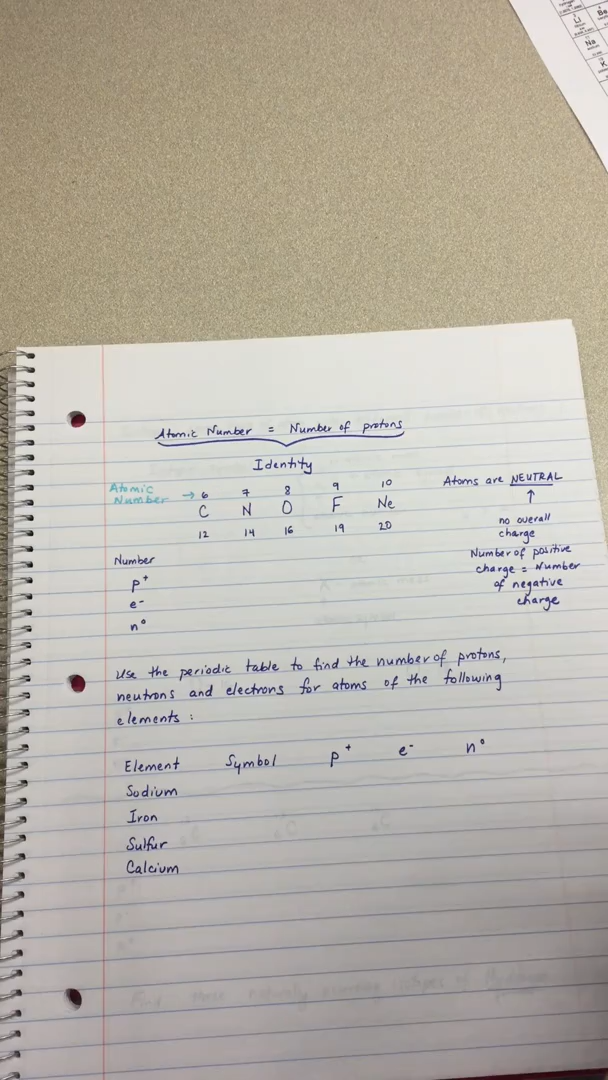 Li
Be
Na
K
Atomic Number = Number of protons
Identity
Atomic Number → 6 7 8 9 10
C N O F Ne
12 14 16 19 20
Atoms are NEUTRAL
↑
no overall
charge
Number of positive
charge = Number
of negative
charge
Number
p⁺
e⁻
n°
Use the periodic table to find the number of protons,
neutrons and electrons for atoms of the following
elements :
Element Symbol p⁺ e⁻ n°
Sodium
Iron
Sulfur
Calcium